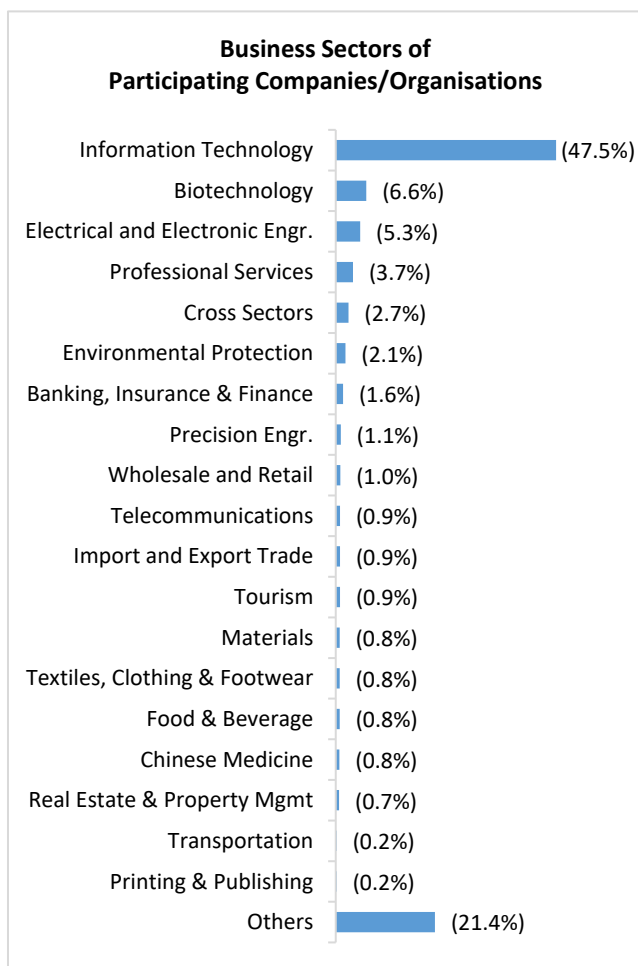 Business Sectors of
Participating Companies/Organisations
Information Technology (47.5%)
Biotechnology (6.6%)
Electrical and Electronic Engr. (5.3%)
Professional Services (3.7%)
Cross Sectors (2.7%)
Environmental Protection (2.1%)
Banking, Insurance & Finance (1.6%)
Precision Engr. (1.1%)
Wholesale and Retail (1.0%)
Telecommunications (0.9%)
Import and Export Trade (0.9%)
Tourism (0.9%)
Materials (0.8%)
Textiles, Clothing & Footwear (0.8%)
Food & Beverage (0.8%)
Chinese Medicine (0.8%)
Real Estate & Property Mgmt (0.7%)
Transportation (0.2%)
Printing & Publishing (0.2%)
Others (21.4%)